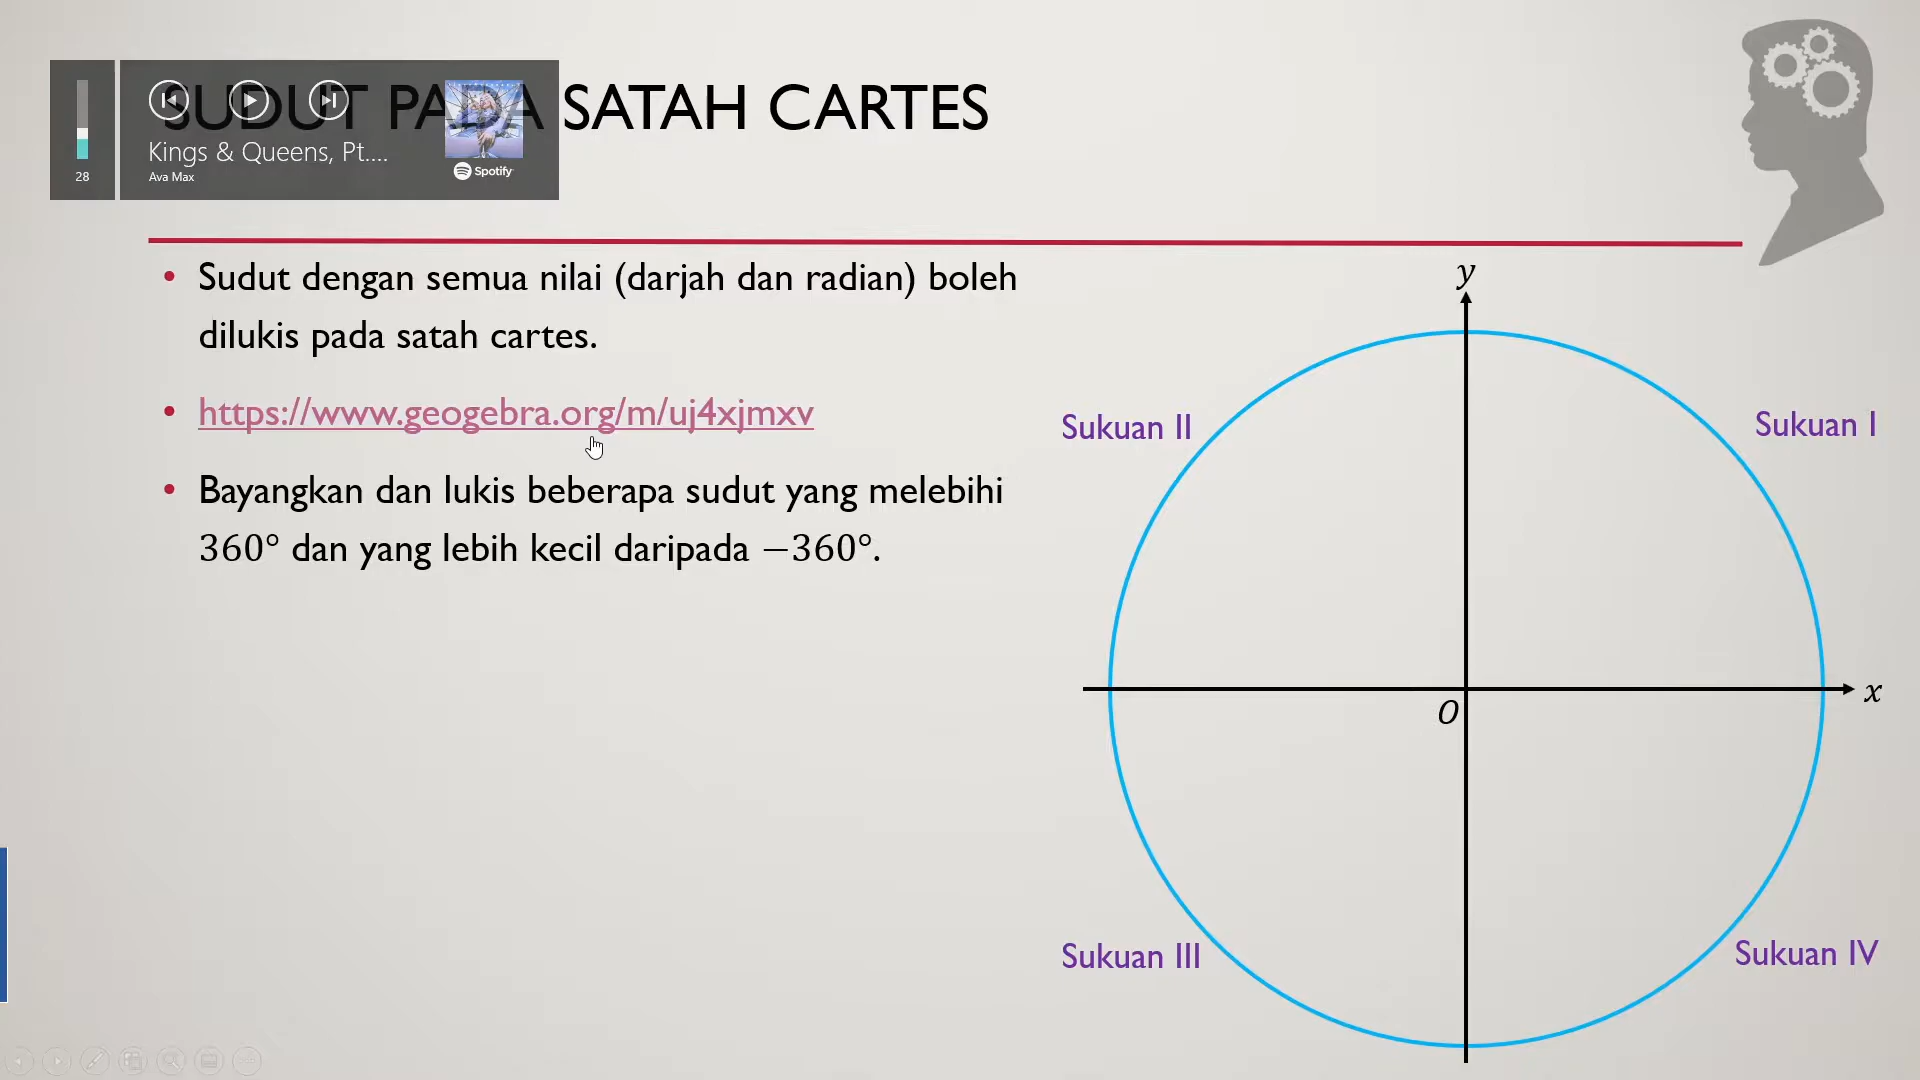 SUDUT PADA SATAH CARTES
Kings & Queens, Pt....
Ava Max
Spotify
28
• Sudut dengan semua nilai (darjah dan radian) boleh
dilukis pada satah cartes.
• https://www.geogebra.org/m/uj4xjmxv
• Bayangkan dan lukis beberapa sudut yang melebihi
360° dan yang lebih kecil daripada −360°.
y
Sukuan II
Sukuan I
x
O
Sukuan III
Sukuan IV